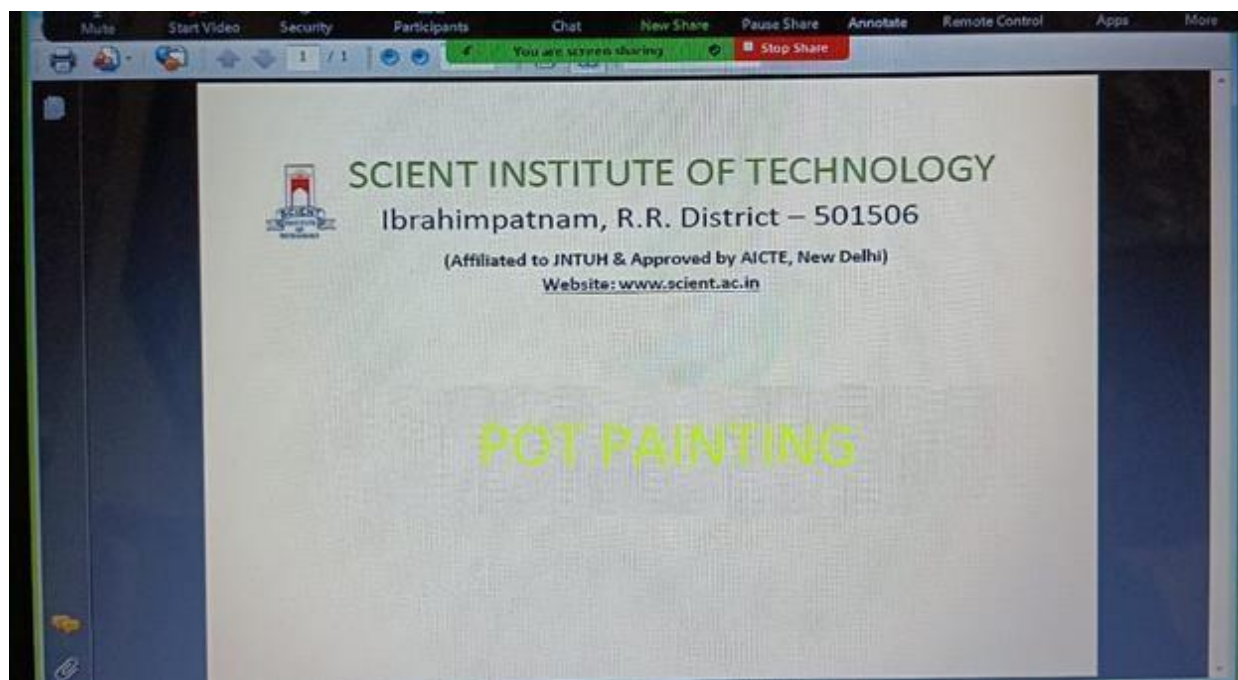 Mute Start Video Security Participants Chat New Share Pause Share Annotate Remote Control Apps More
You are screen sharing Stop Share
1 / 1
SCIENT INSTITUTE OF TECHNOLOGY
SCIENT
Ibrahimpatnam, R.R. District – 501506
(Affiliated to JNTUH & Approved by AICTE, New Delhi)
Website: www.scient.ac.in
POT PAINTING